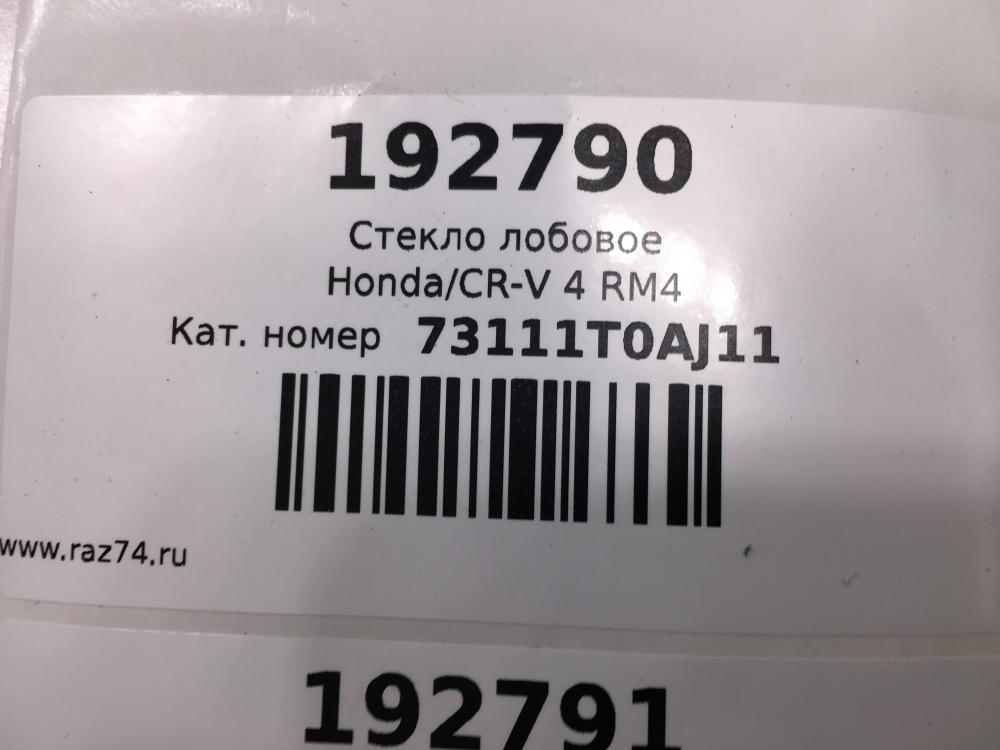 192790
Стекло лобовое
Honda/CR-V 4 RM4
Кат. номер 73111T0AJ11
www.raz74.ru
192791